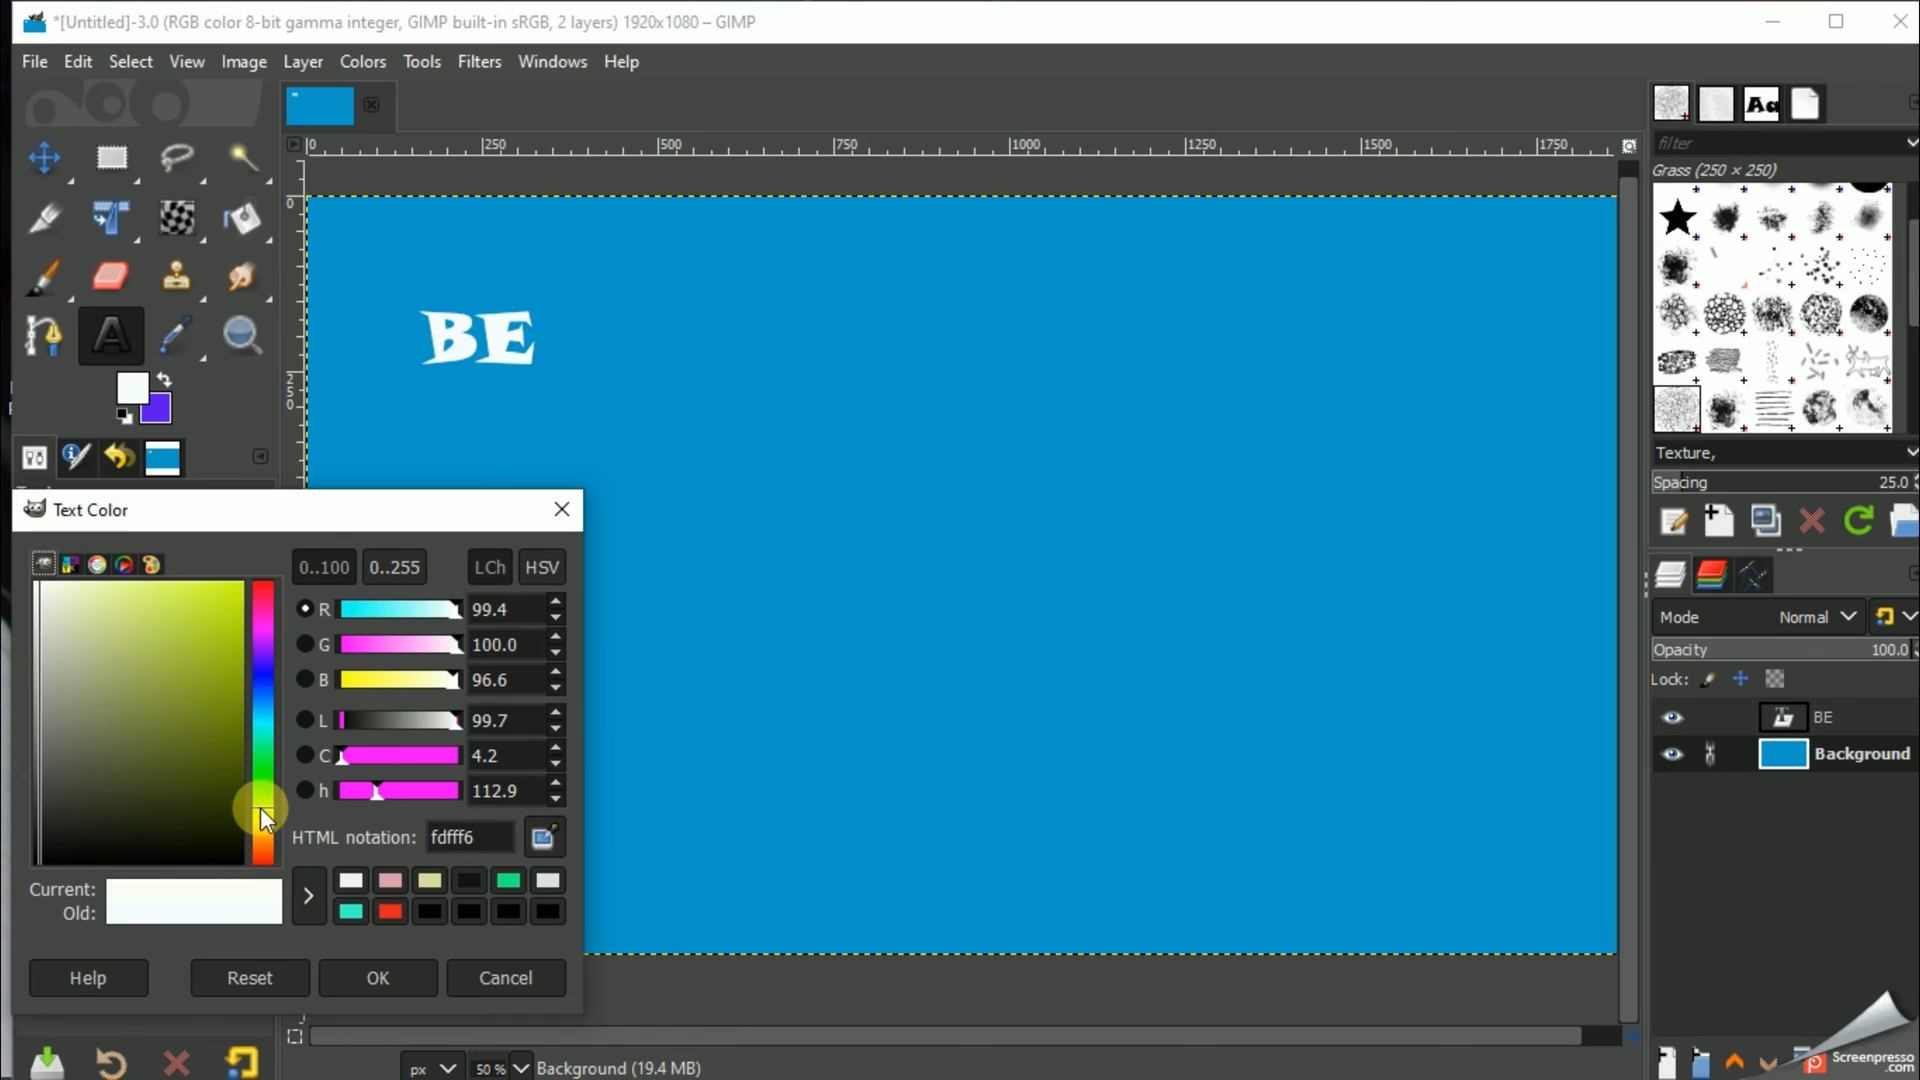 *[Untitled]-3.0 (RGB color 8-bit gamma integer, GIMP built-in sRGB, 2 layers) 1920x1080 – GIMP
File Edit Select View Image Layer Colors Tools Filters Windows Help
Aa
0 250 500 750 1000 1250 1500 1750
filter
Grass (250 × 250)
0
250
BE
A
Texture,
Spacing 25.0
Text Color
0..100 0..255 LCh HSV
R 99.4
G 100.0
B 96.6
L 99.7
C 4.2
h 112.9
HTML notation: fdfff6
Current:
Old:
Help Reset OK Cancel
Mode Normal
Opacity 100.0
Lock:
BE
Background
px 50 % Background (19.4 MB)
Screenpresso
.com